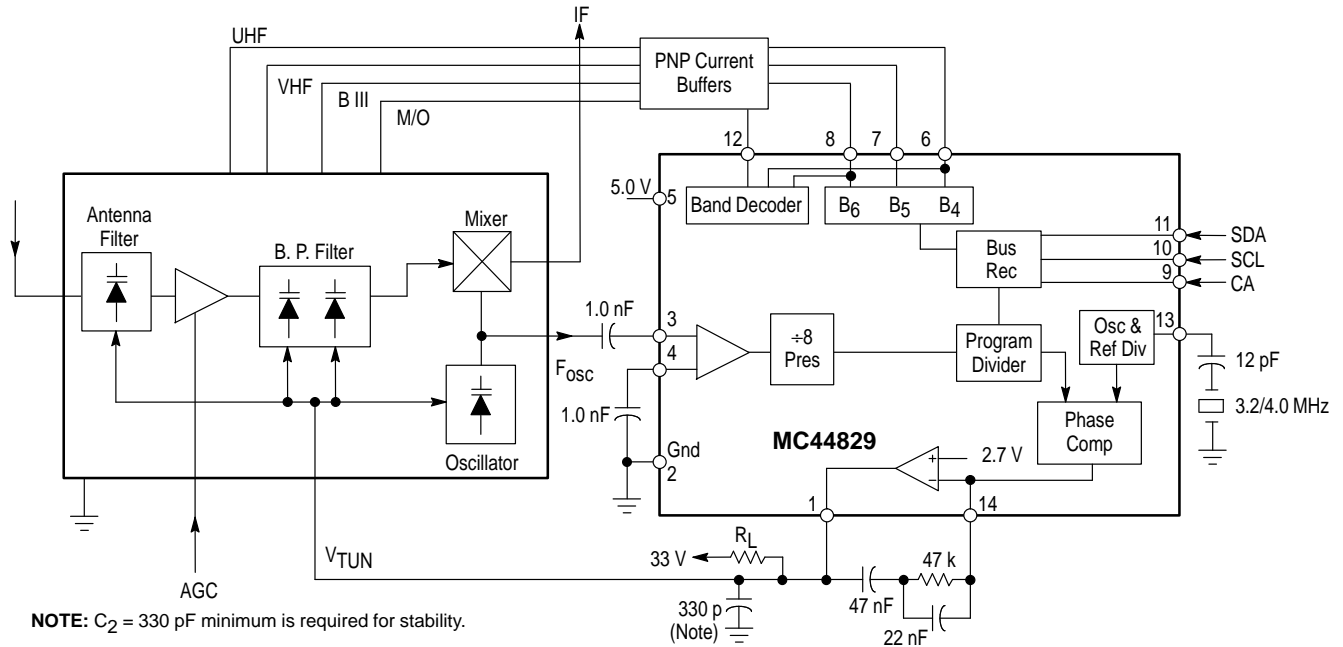 IF
UHF
VHF
B III
M/O
PNP Current
Buffers
12
8
7
6
5.0 V
5
Band Decoder
B6
B5
B4
Antenna
Filter
B. P. Filter
Mixer
Oscillator
AGC
Bus
Rec
11
SDA
10
SCL
9
CA
1.0 nF
Fosc
3
4
1.0 nF
÷8
Pres
Program
Divider
Osc &
Ref Div
13
12 pF
3.2/4.0 MHz
Phase
Comp
MC44829
Gnd
2
+
–
2.7 V
1
14
VTUN
33 V
RL
330 p
(Note)
47 nF
47 k
22 nF
NOTE: C2 = 330 pF minimum is required for stability.